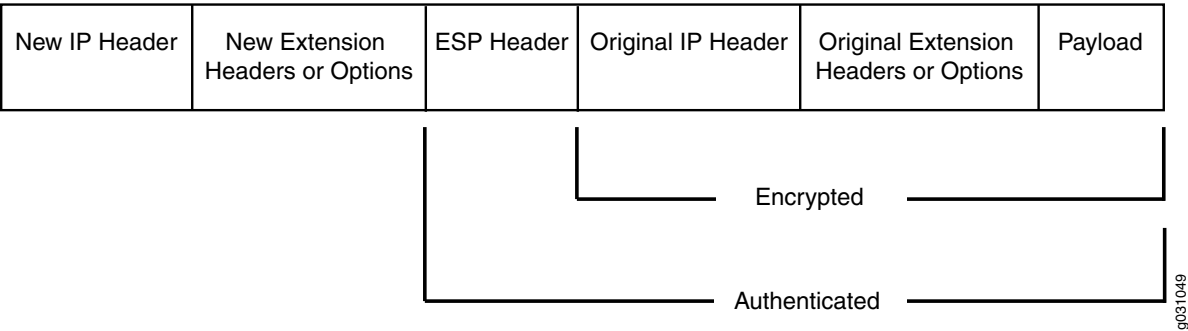 New IP Header
New Extension
Headers or Options
ESP Header
Original IP Header
Original Extension
Headers or Options
Payload
Encrypted
Authenticated
g031049